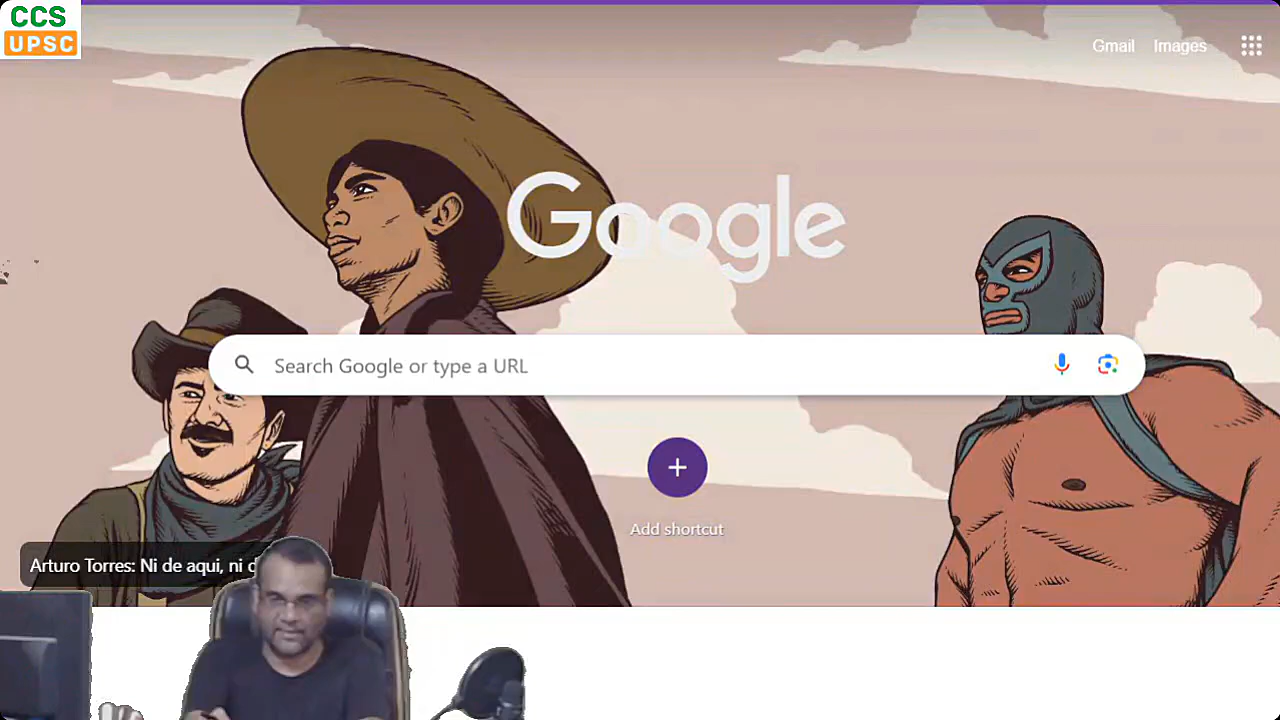 CCS
UPSC
Gmail
Images
Google
Search Google or type a URL
Add shortcut
Arturo Torres: Ni de aqui, ni